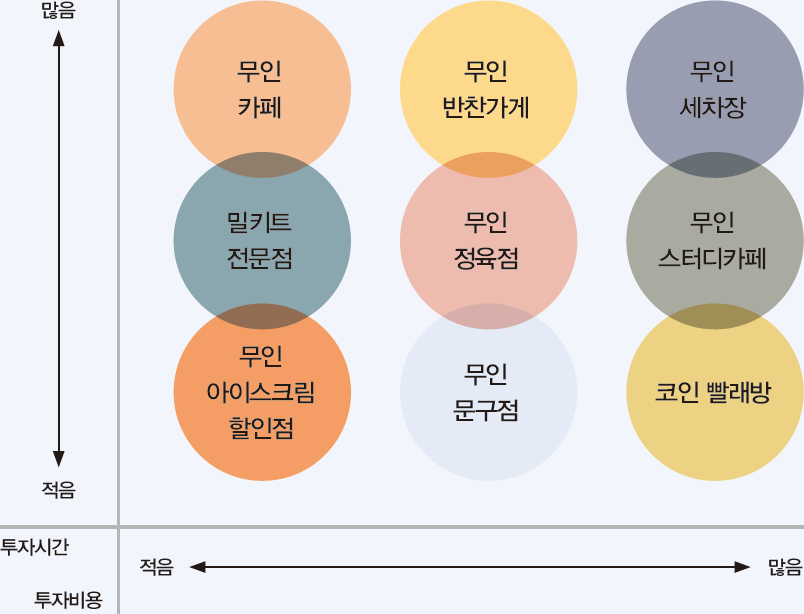 많음
무인
카페
무인
반찬가게
무인
세차장
밀키트
전문점
무인
정육점
무인
스터디카페
무인
아이스크림
할인점
무인
문구점
코인 빨래방
적음
투자시간
적음
많음
투자비용